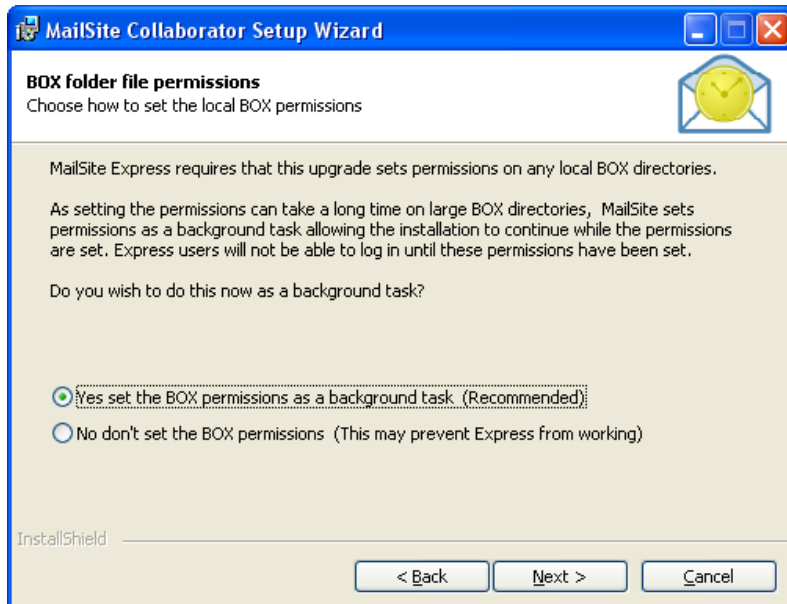 MailSite Collaborator Setup Wizard
BOX folder file permissions
Choose how to set the local BOX permissions
MailSite Express requires that this upgrade sets permissions on any local BOX directories.
As setting the permissions can take a long time on large BOX directories,  MailSite sets
permissions as a background task allowing the installation to continue while the permissions
are set. Express users will not be able to log in until these permissions have been set.
Do you wish to do this now as a background task?
Yes set the BOX permissions as a background task  (Recommended)
No don't set the BOX permissions  (This may prevent Express from working)
InstallShield
< Back
Next >
Cancel